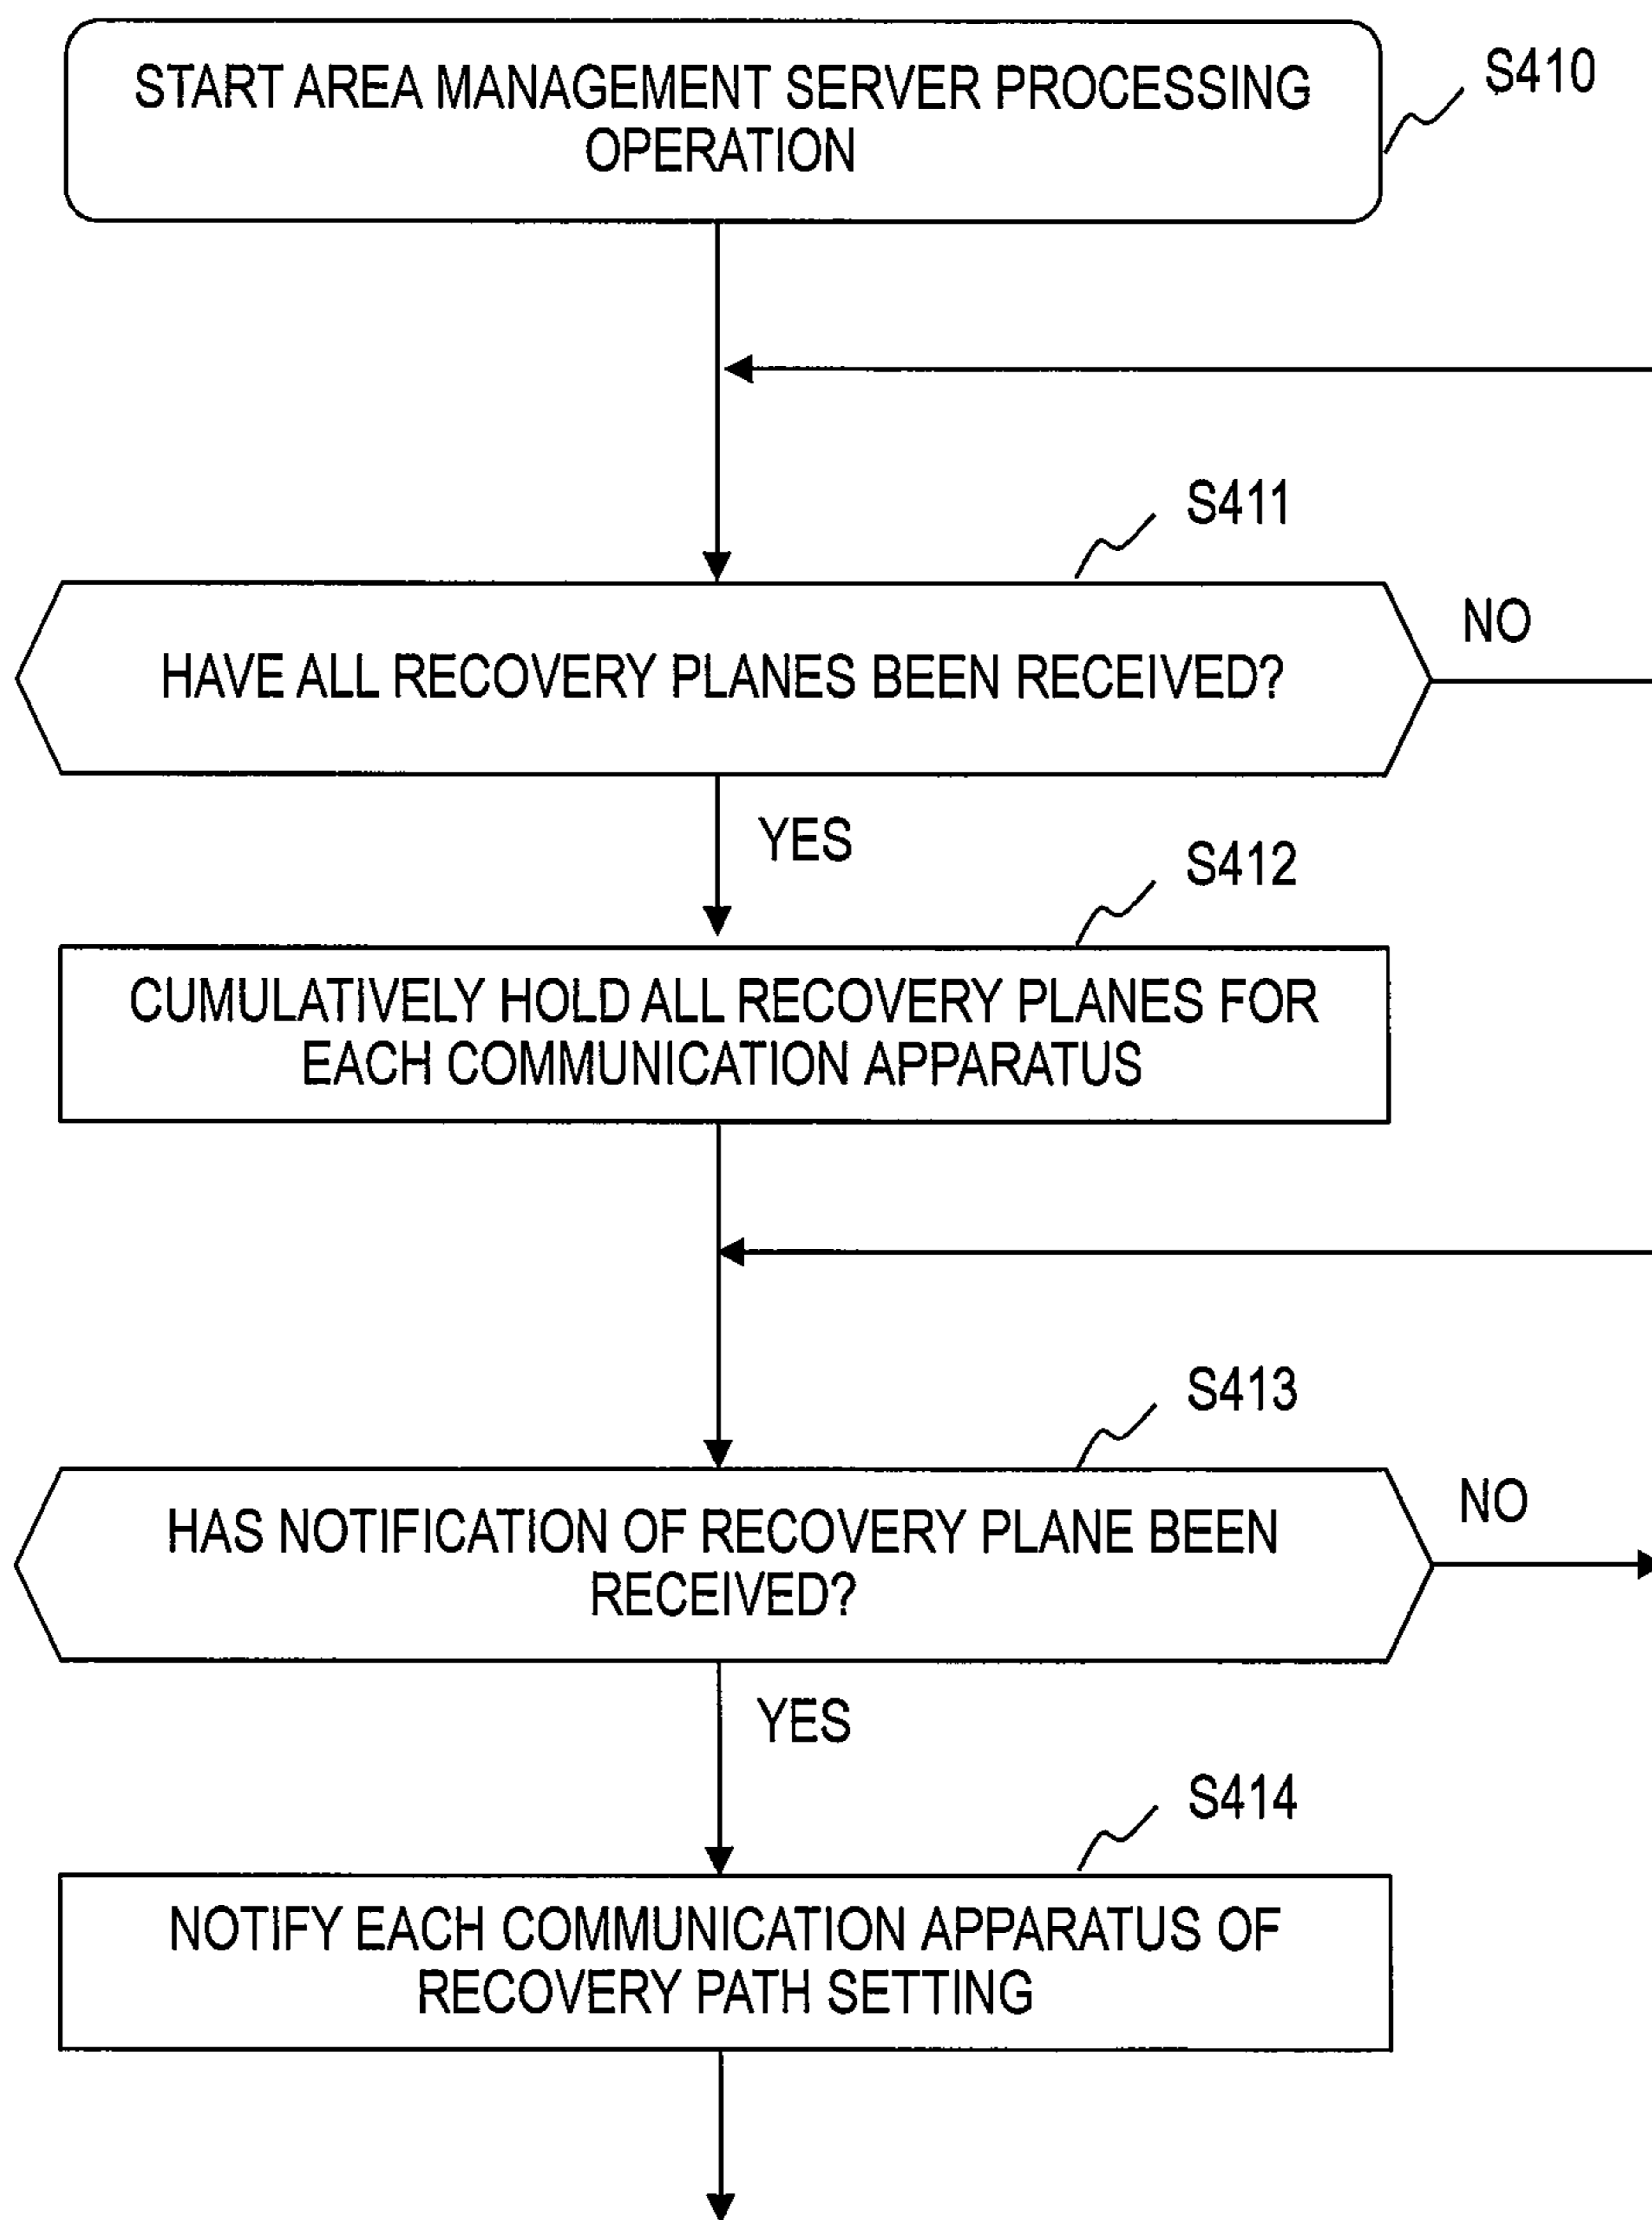 START AREA MANAGEMENT SERVER PROCESSING
OPERATION
S410
S411
HAVE ALL RECOVERY PLANES BEEN RECEIVED?
NO
YES
S412
CUMULATIVELY HOLD ALL RECOVERY PLANES FOR
EACH COMMUNICATION APPARATUS
S413
HAS NOTIFICATION OF RECOVERY PLANE BEEN
RECEIVED?
NO
YES
S414
NOTIFY EACH COMMUNICATION APPARATUS OF
RECOVERY PATH SETTING